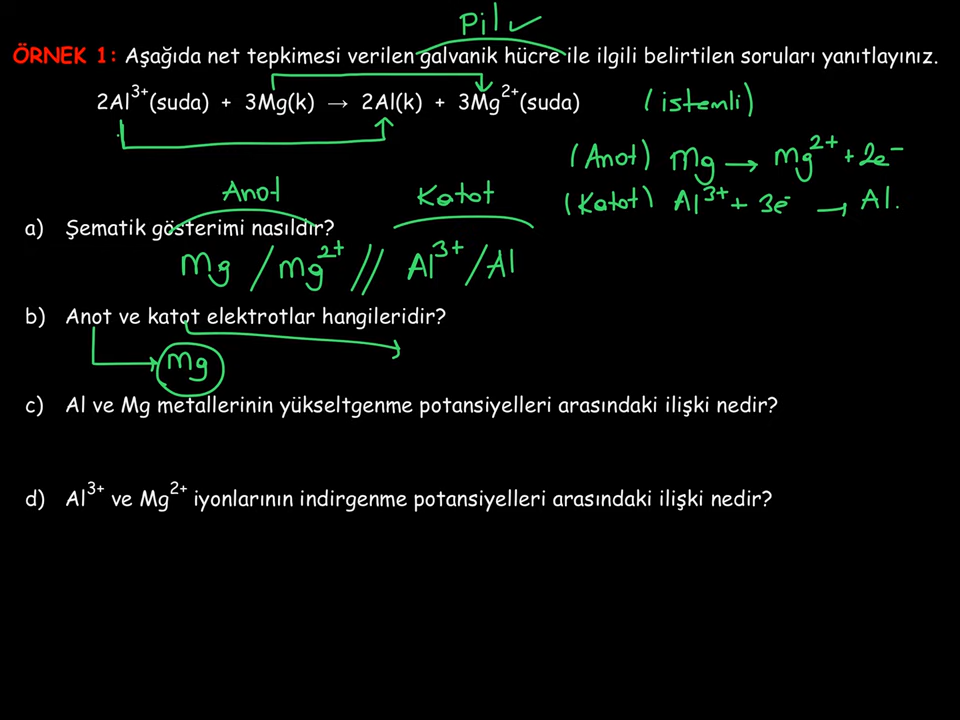 Pil ✓
ÖRNEK 1: Aşağıda net tepkimesi verilen galvanik hücre ile ilgili belirtilen soruları yanıtlayınız.
2Al³⁺(suda) + 3Mg(k) → 2Al(k) + 3Mg²⁺(suda) (istemli)
(Anot) Mg → Mg²⁺ + 2e⁻
(Katot) Al³⁺ + 3e⁻ → Al.
Anot Katot
a) Şematik gösterimi nasıldır?
Mg / Mg²⁺ // Al³⁺ / Al
b) Anot ve katot elektrotlar hangileridir?
Mg
c) Al ve Mg metallerinin yükseltgenme potansiyelleri arasındaki ilişki nedir?
d) Al³⁺ ve Mg²⁺ iyonlarının indirgenme potansiyelleri arasındaki ilişki nedir?